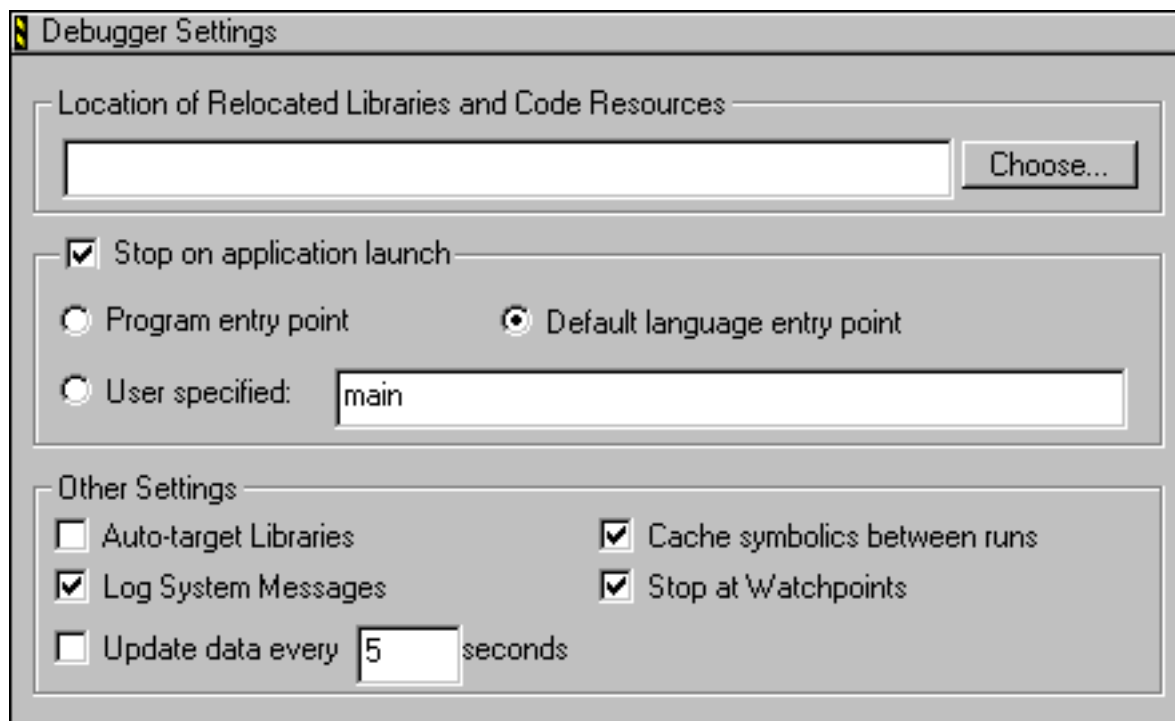 Debugger Settings
Location of Relocated Libraries and Code Resources
Choose...
Stop on application launch
Program entry point Default language entry point
User specified: main
Other Settings
Auto-target Libraries Cache symbolics between runs
Log System Messages Stop at Watchpoints
Update data every 5 seconds